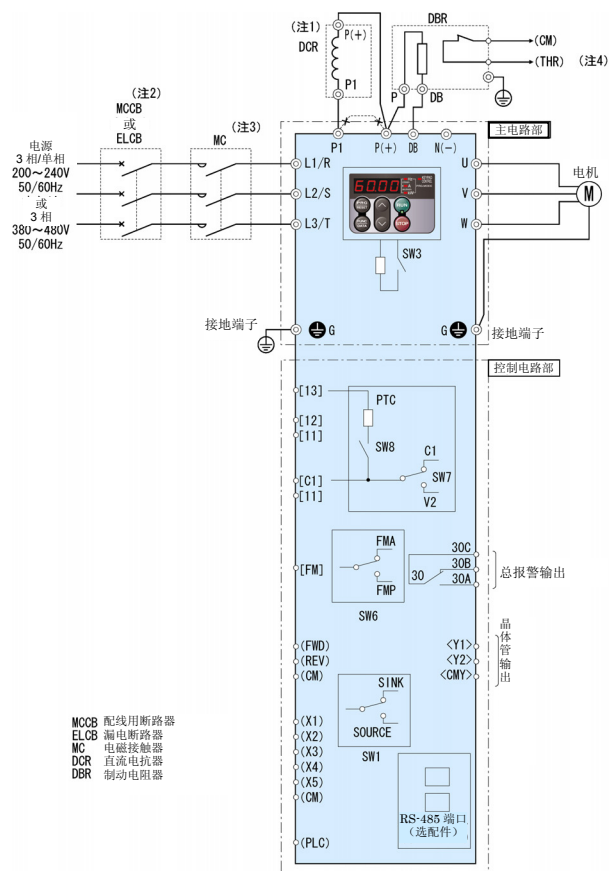 DBR
(注1)
DCR
P(+)
P1
(CM)
(THR) (注4)
P
DB
(注2)
MCCB
或
ELCB
MC
(注3)
主电路部
P1
P(+)
DB
N(-)
电源
3相/单相
200～240V
50/60Hz
或
3相
380～480V
50/60Hz
L1/R
L2/S
L3/T
60.00
RUN
STOP
U
V
W
电机
M
SW3
接地端子
G
G
接地端子
控制电路部
[13]
[12]
[11]
[C1]
[11]
PTC
SW8
C1
SW7
V2
[FM]
FMA
FMP
SW6
30
30C
30B
30A
总报警输出
(FWD)
(REV)
(CM)
<Y1>
<Y2>
<CMY>
晶体管输出
SINK
SOURCE
SW1
(X1)
(X2)
(X3)
(X4)
(X5)
(CM)
(PLC)
RS-485 端口
（选配件）
MCCB 配线用断路器
ELCB 漏电断路器
MC 电磁接触器
DCR 直流电抗器
DBR 制动电阻器